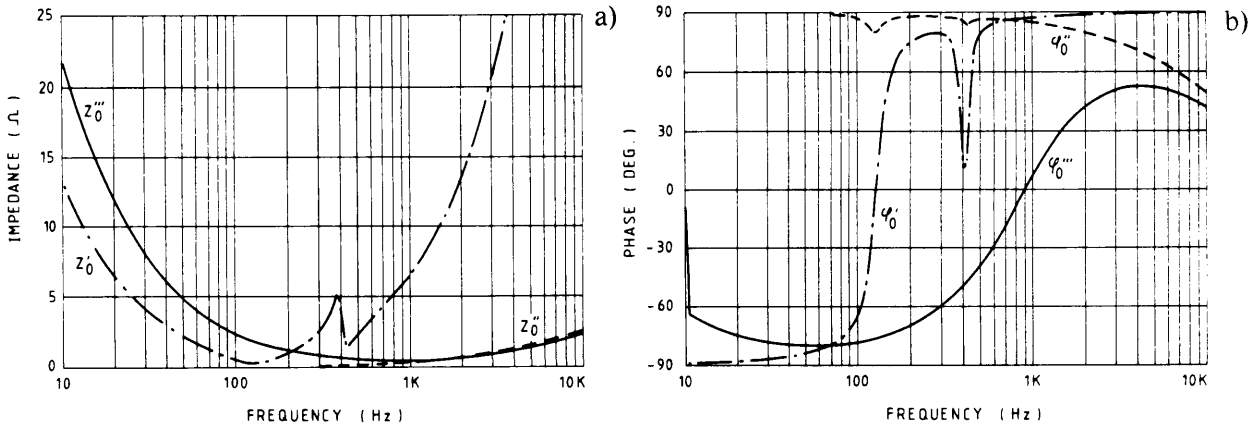 a)
IMPEDANCE (Ω)
25
20
15
10
5
0
Z₀'''
Z₀'
Z₀''
10
100
1K
10K
FREQUENCY (Hz)
b)
PHASE (DEG.)
90
60
30
0
-30
-60
-90
φ₀''
φ₀'
φ₀'''
10
100
1K
10K
FREQUENCY (Hz)